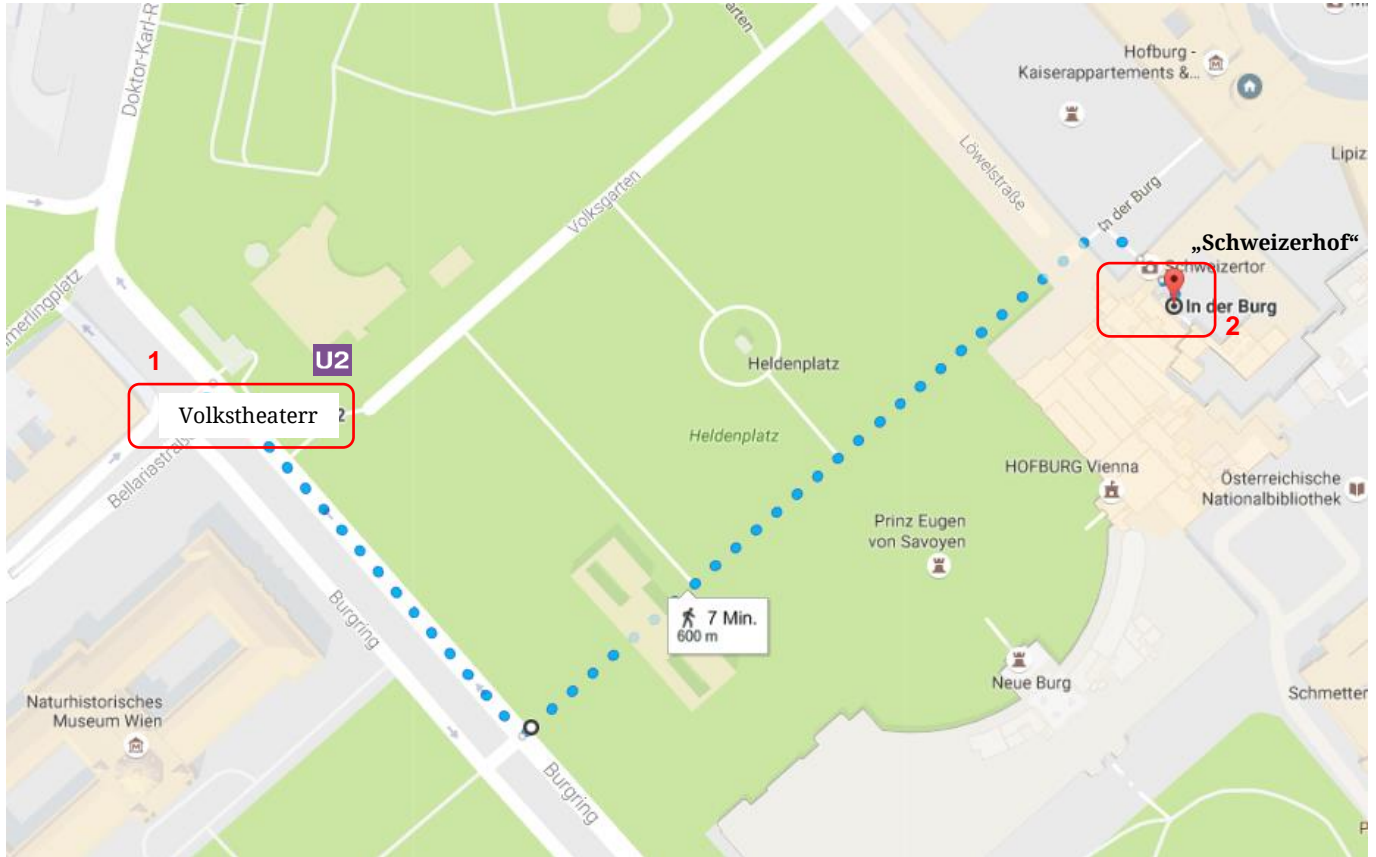 Doktor-Karl-R
arten
Hofburg -
Kaiserappartements &...
Lipiz
Löwelstraße
In der Burg
Volksgarten
„Schweizerhof“
Schweizertor
In der Burg
2
merlingplatz
1
U2
Volkstheaterr
2
Bellariastraße
Heldenplatz
Heldenplatz
HOFBURG Vienna
Österreichische
Nationalbibliothek
Prinz Eugen
von Savoyen
7 Min.
600 m
Burgring
Neue Burg
Naturhistorisches
Museum Wien
Schmetter
Burgring
P